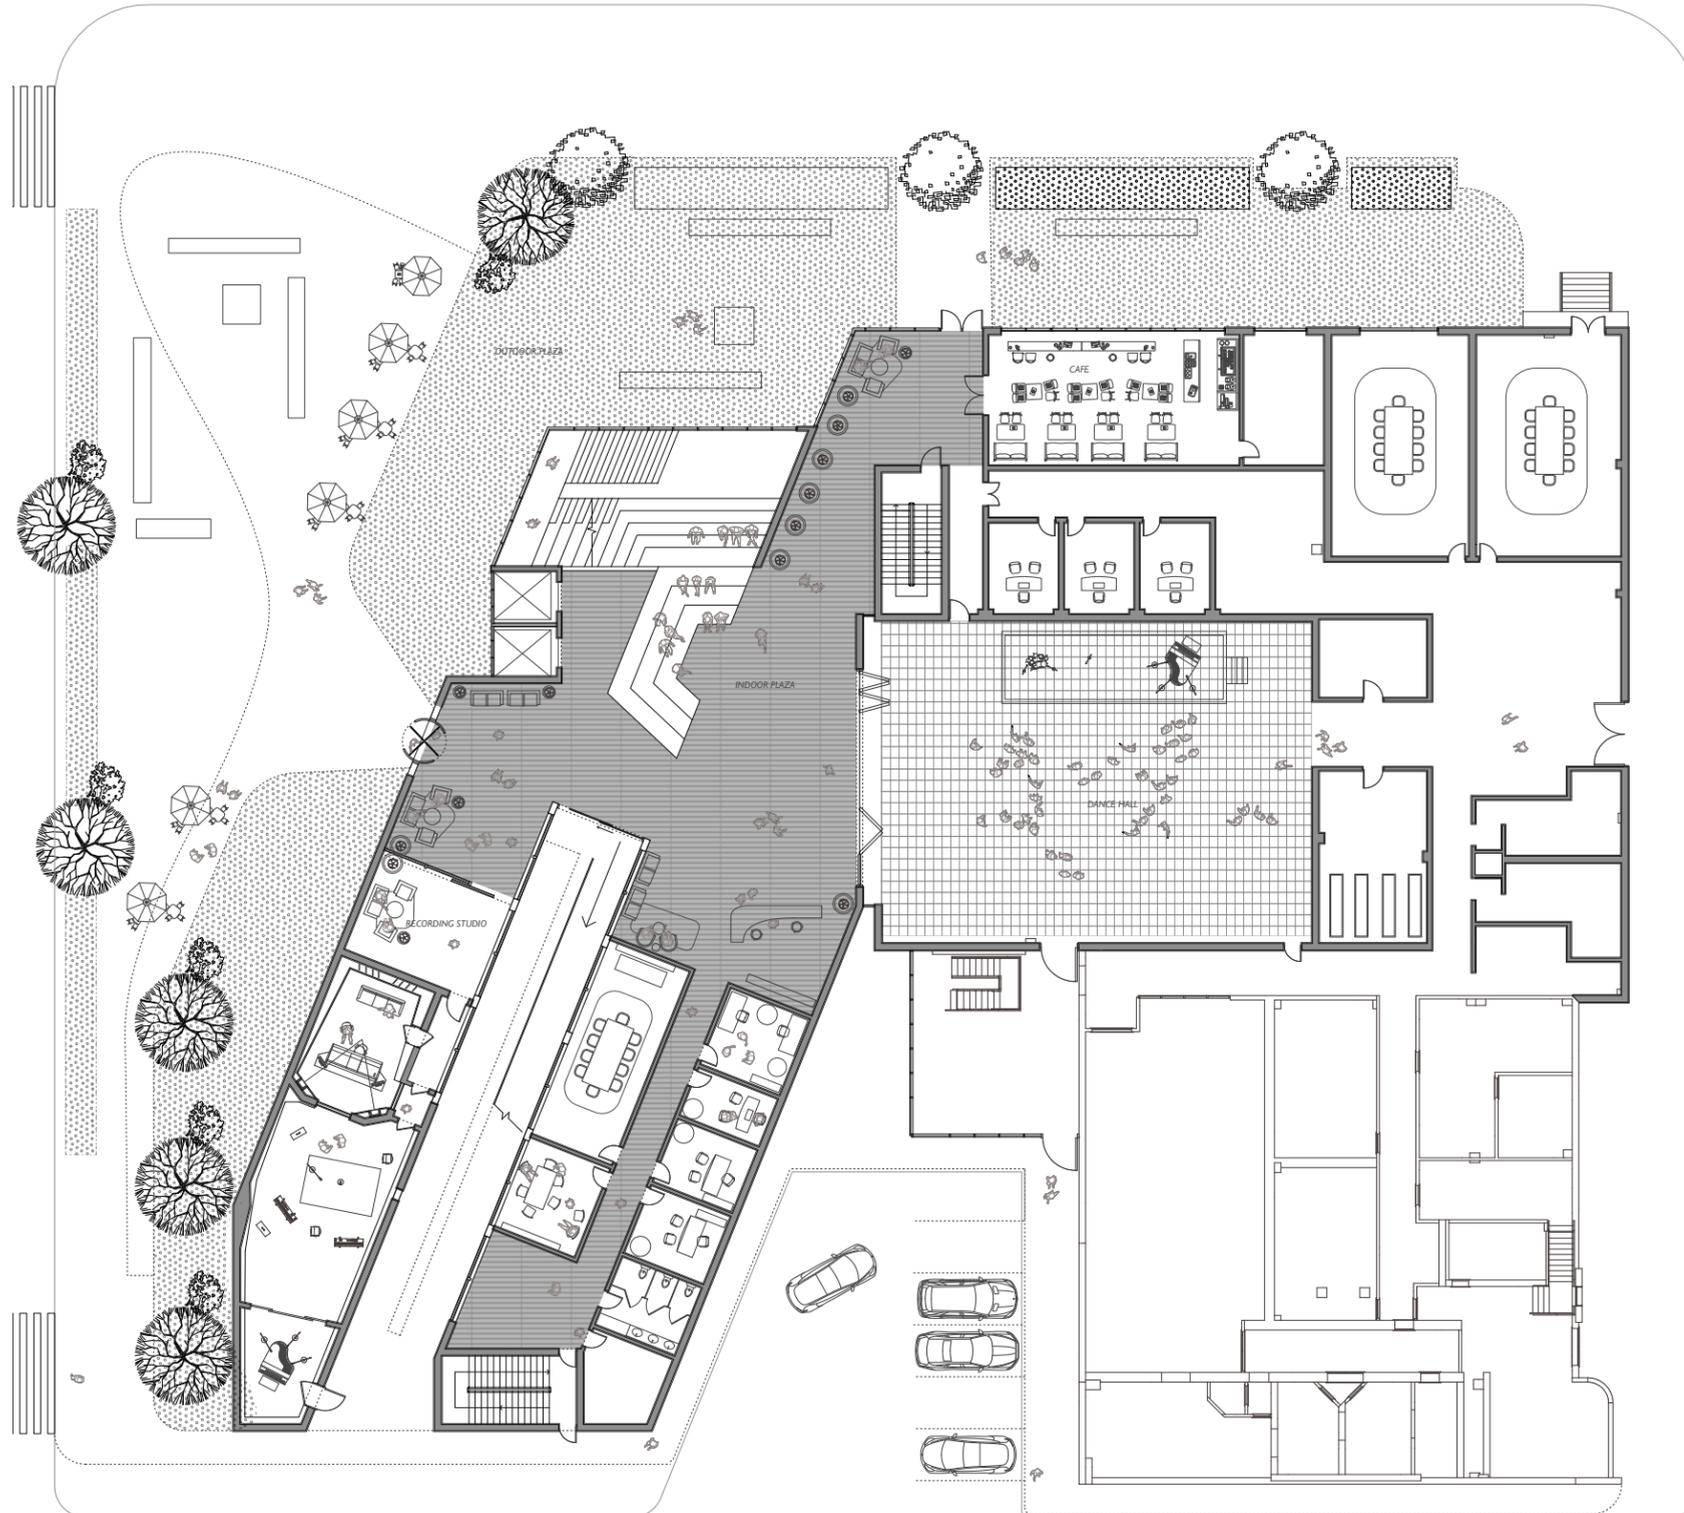 OUTDOOR PLAZA
CAFE
INDOOR PLAZA
DANCE HALL
RECORDING STUDIO